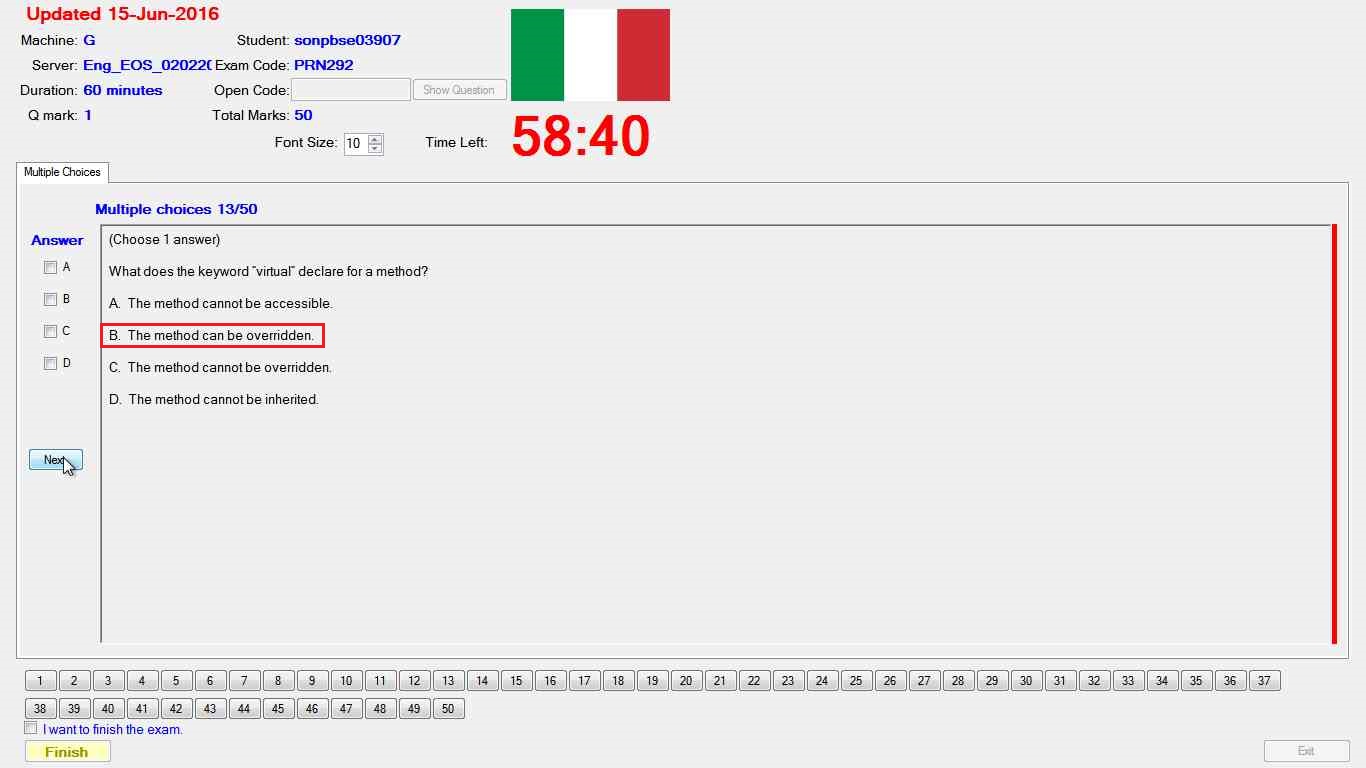 Updated 15-Jun-2016
Machine: G Student: sonpbse03907
Server: Eng_EOS_02022 Exam Code: PRN292
Duration: 60 minutes Open Code: Show Question
Q mark: 1 Total Marks: 50
Font Size: 10 Time Left: 58:40
Multiple Choices
Multiple choices 13/50
Answer
(Choose 1 answer)
A
What does the keyword "virtual" declare for a method?
B
A. The method cannot be accessible.
C
B. The method can be overridden.
D
C. The method cannot be overridden.
D. The method cannot be inherited.
Next
1 2 3 4 5 6 7 8 9 10 11 12 13 14 15 16 17 18 19 20 21 22 23 24 25 26 27 28 29 30 31 32 33 34 35 36 37
38 39 40 41 42 43 44 45 46 47 48 49 50
I want to finish the exam.
Finish Exit